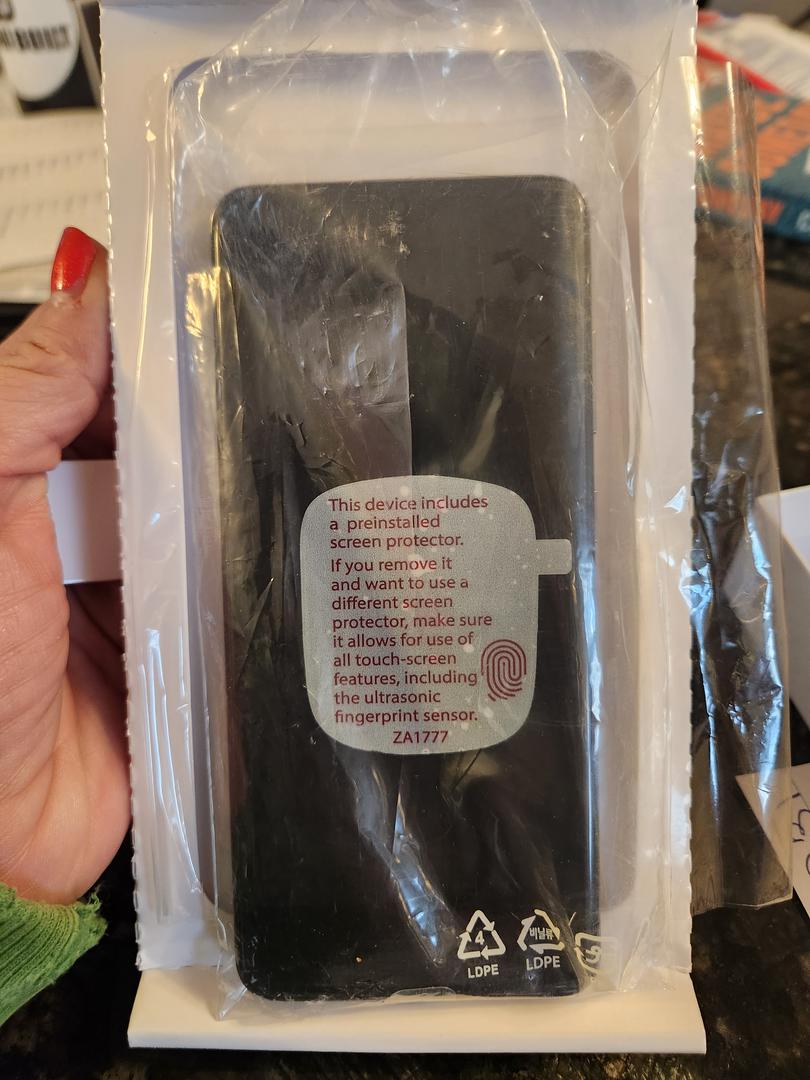 This device includes
a preinstalled
screen protector.
If you remove it
and want to use a
different screen
protector, make sure
it allows for use of
all touch-screen
features, including
the ultrasonic
fingerprint sensor.
ZA1777
4
LDPE
비닐류
LDPE